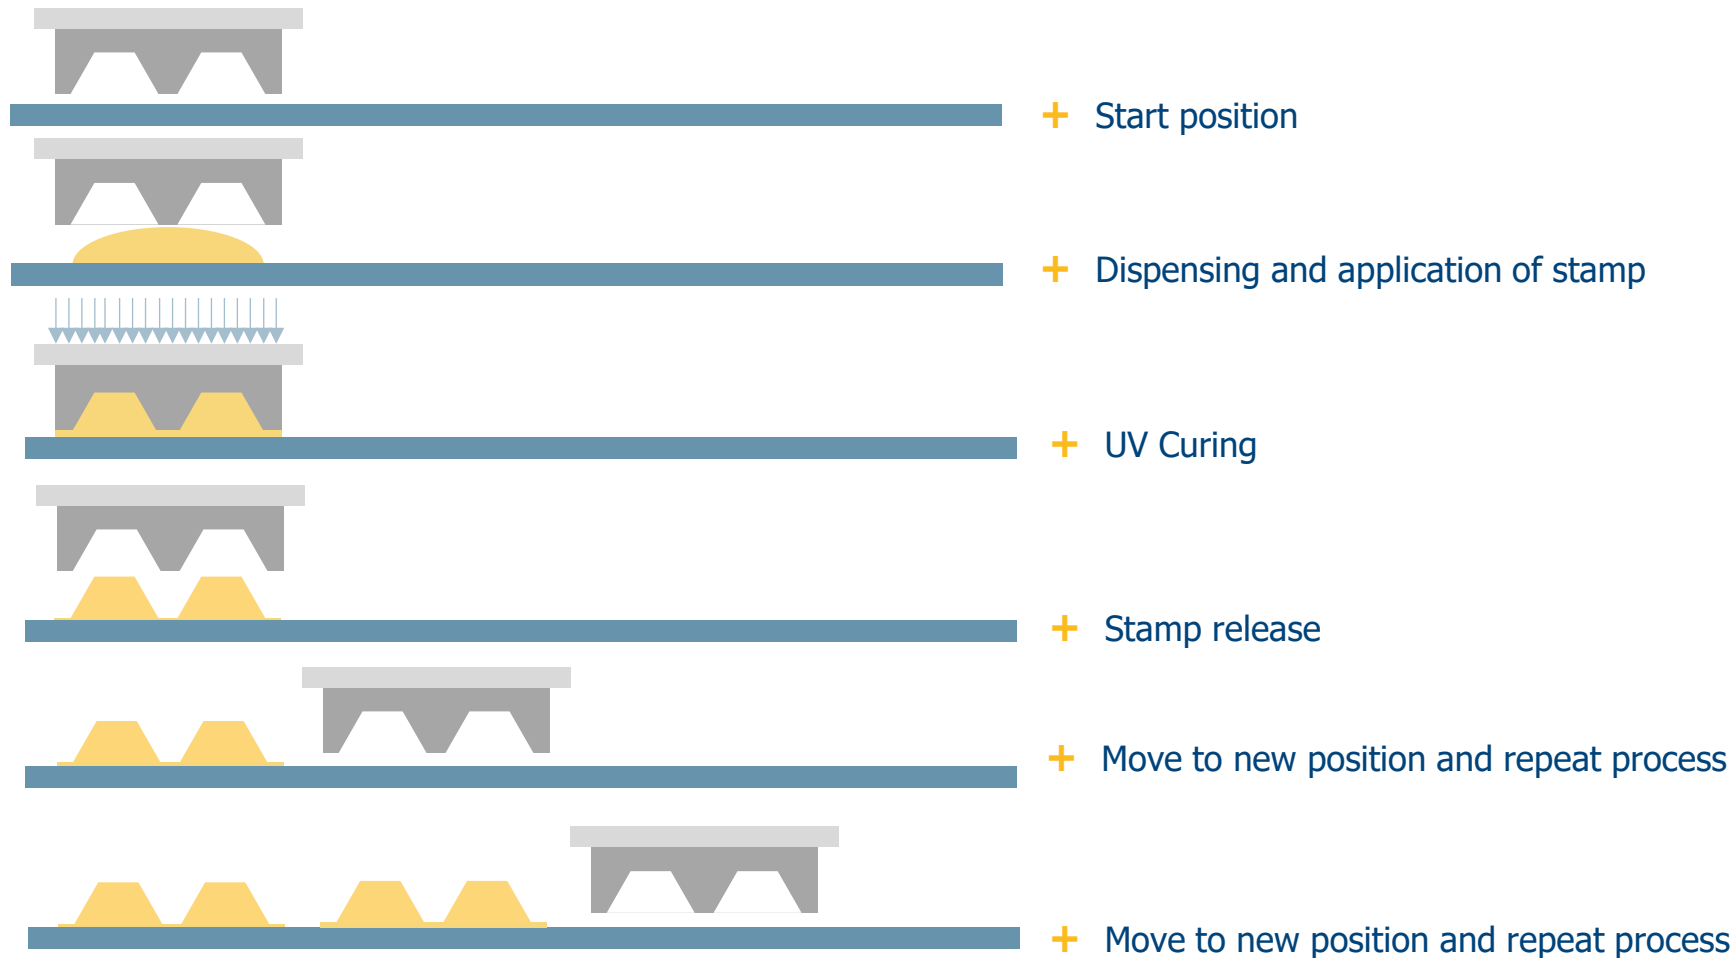 + Start position
+ Dispensing and application of stamp
+ UV Curing
+ Stamp release
+ Move to new position and repeat process
+ Move to new position and repeat process